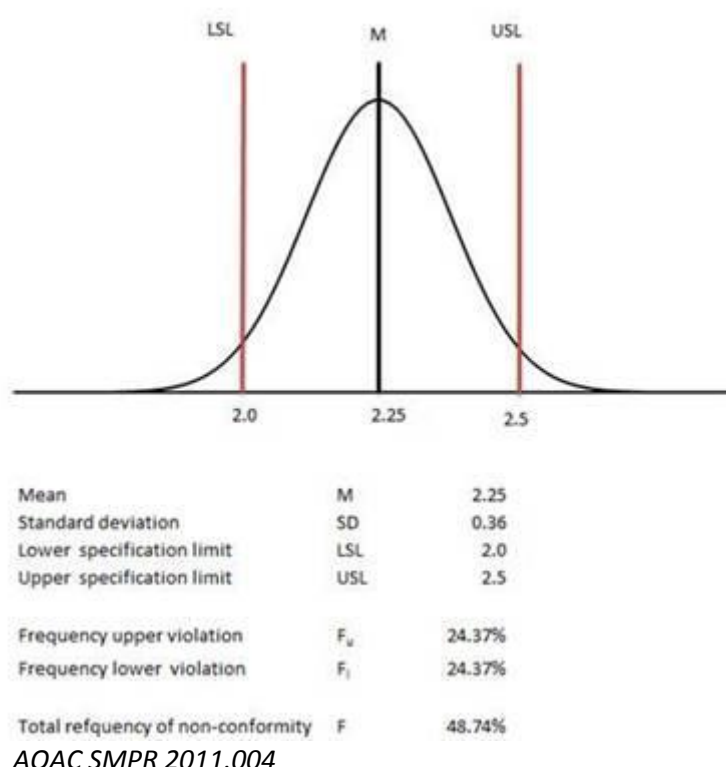 LSL M USL
2.0 2.25 2.5
Mean M 2.25
Standard deviation SD 0.36
Lower specification limit LSL 2.0
Upper specification limit USL 2.5
Frequency upper violation Fu 24.37%
Frequency lower violation Fl 24.37%
Total refquency of non-conformity F 48.74%
AOAC SMPR 2011.004